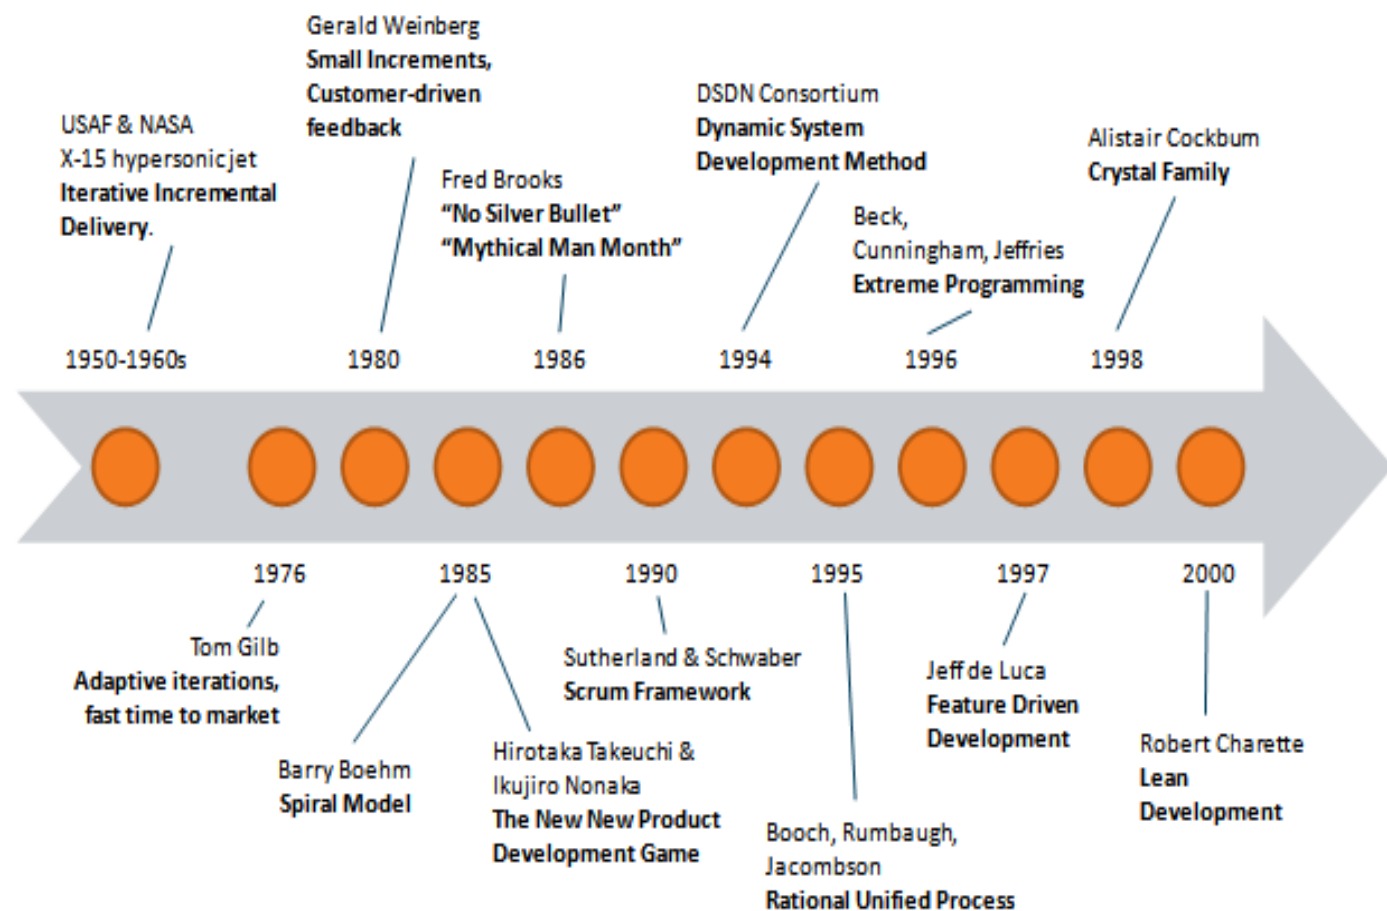 Gerald Weinberg
Small Increments,
Customer-driven
feedback
USAF & NASA
X-15 hypersonic jet
Iterative Incremental
Delivery.
Fred Brooks
“No Silver Bullet”
“Mythical Man Month”
DSDN Consortium
Dynamic System
Development Method
Beck,
Cunningham, Jeffries
Extreme Programming
Alistair Cockbum
Crystal Family
1950-1960s
1980
1986
1994
1996
1998
1976
1985
1990
1995
1997
2000
Tom Gilb
Adaptive iterations,
fast time to market
Barry Boehm
Spiral Model
Hirotaka Takeuchi &
Ikujiro Nonaka
The New New Product
Development Game
Sutherland & Schwaber
Scrum Framework
Booch, Rumbaugh,
Jacombson
Rational Unified Process
Jeff de Luca
Feature Driven
Development
Robert Charette
Lean
Development